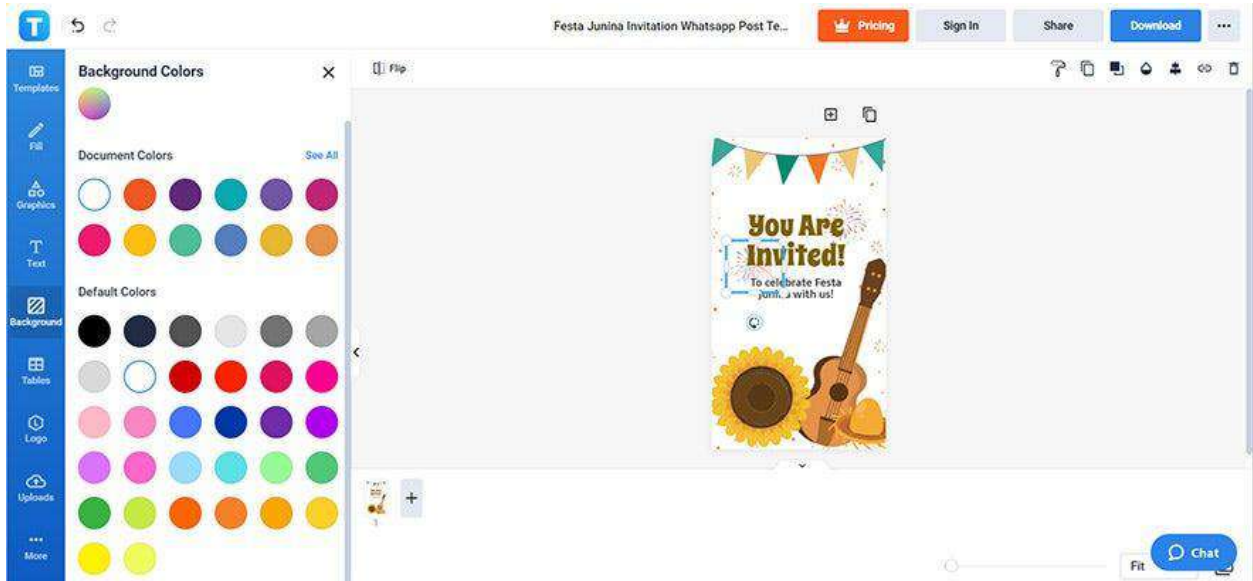 T
Festa Junina Invitation Whatsapp Post Te...
Pricing
Sign In
Share
Download
Templates
Fill
Graphics
T
Text
Background
Tables
Logo
Uploads
More
Background Colors
Document Colors
See All
Default Colors
Flip
You Are
Invited!
To celebrate Festa
with us!
1
Fit
Chat